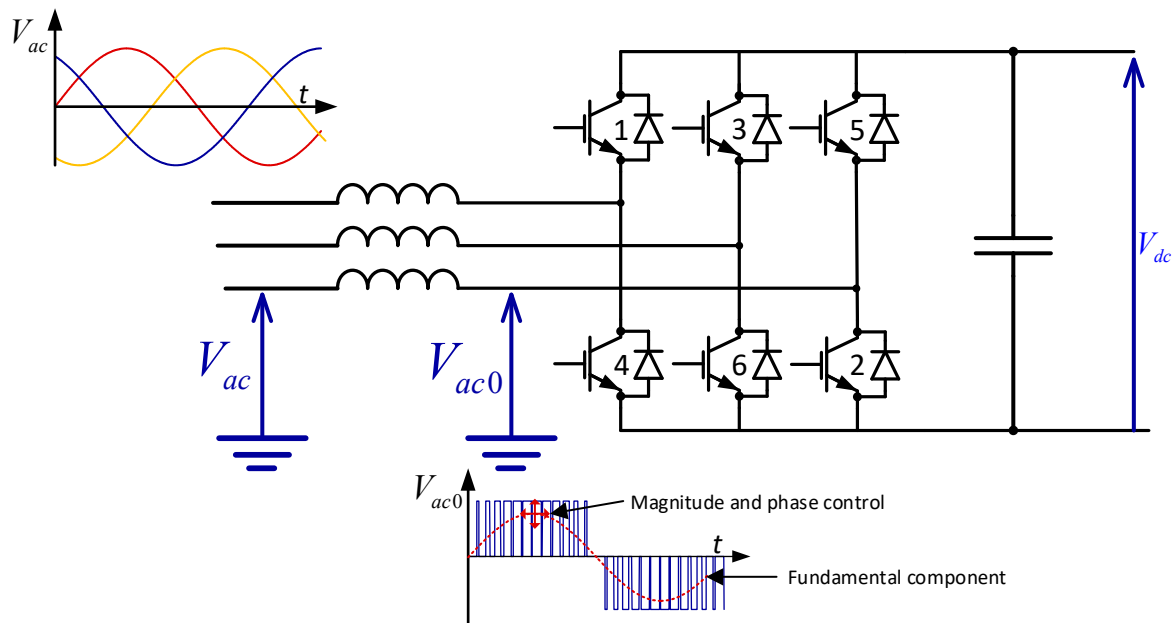 Vac
t
1
3
5
Vdc
Vac
Vac0
4
6
2
Vac0
Magnitude and phase control
t
Fundamental component